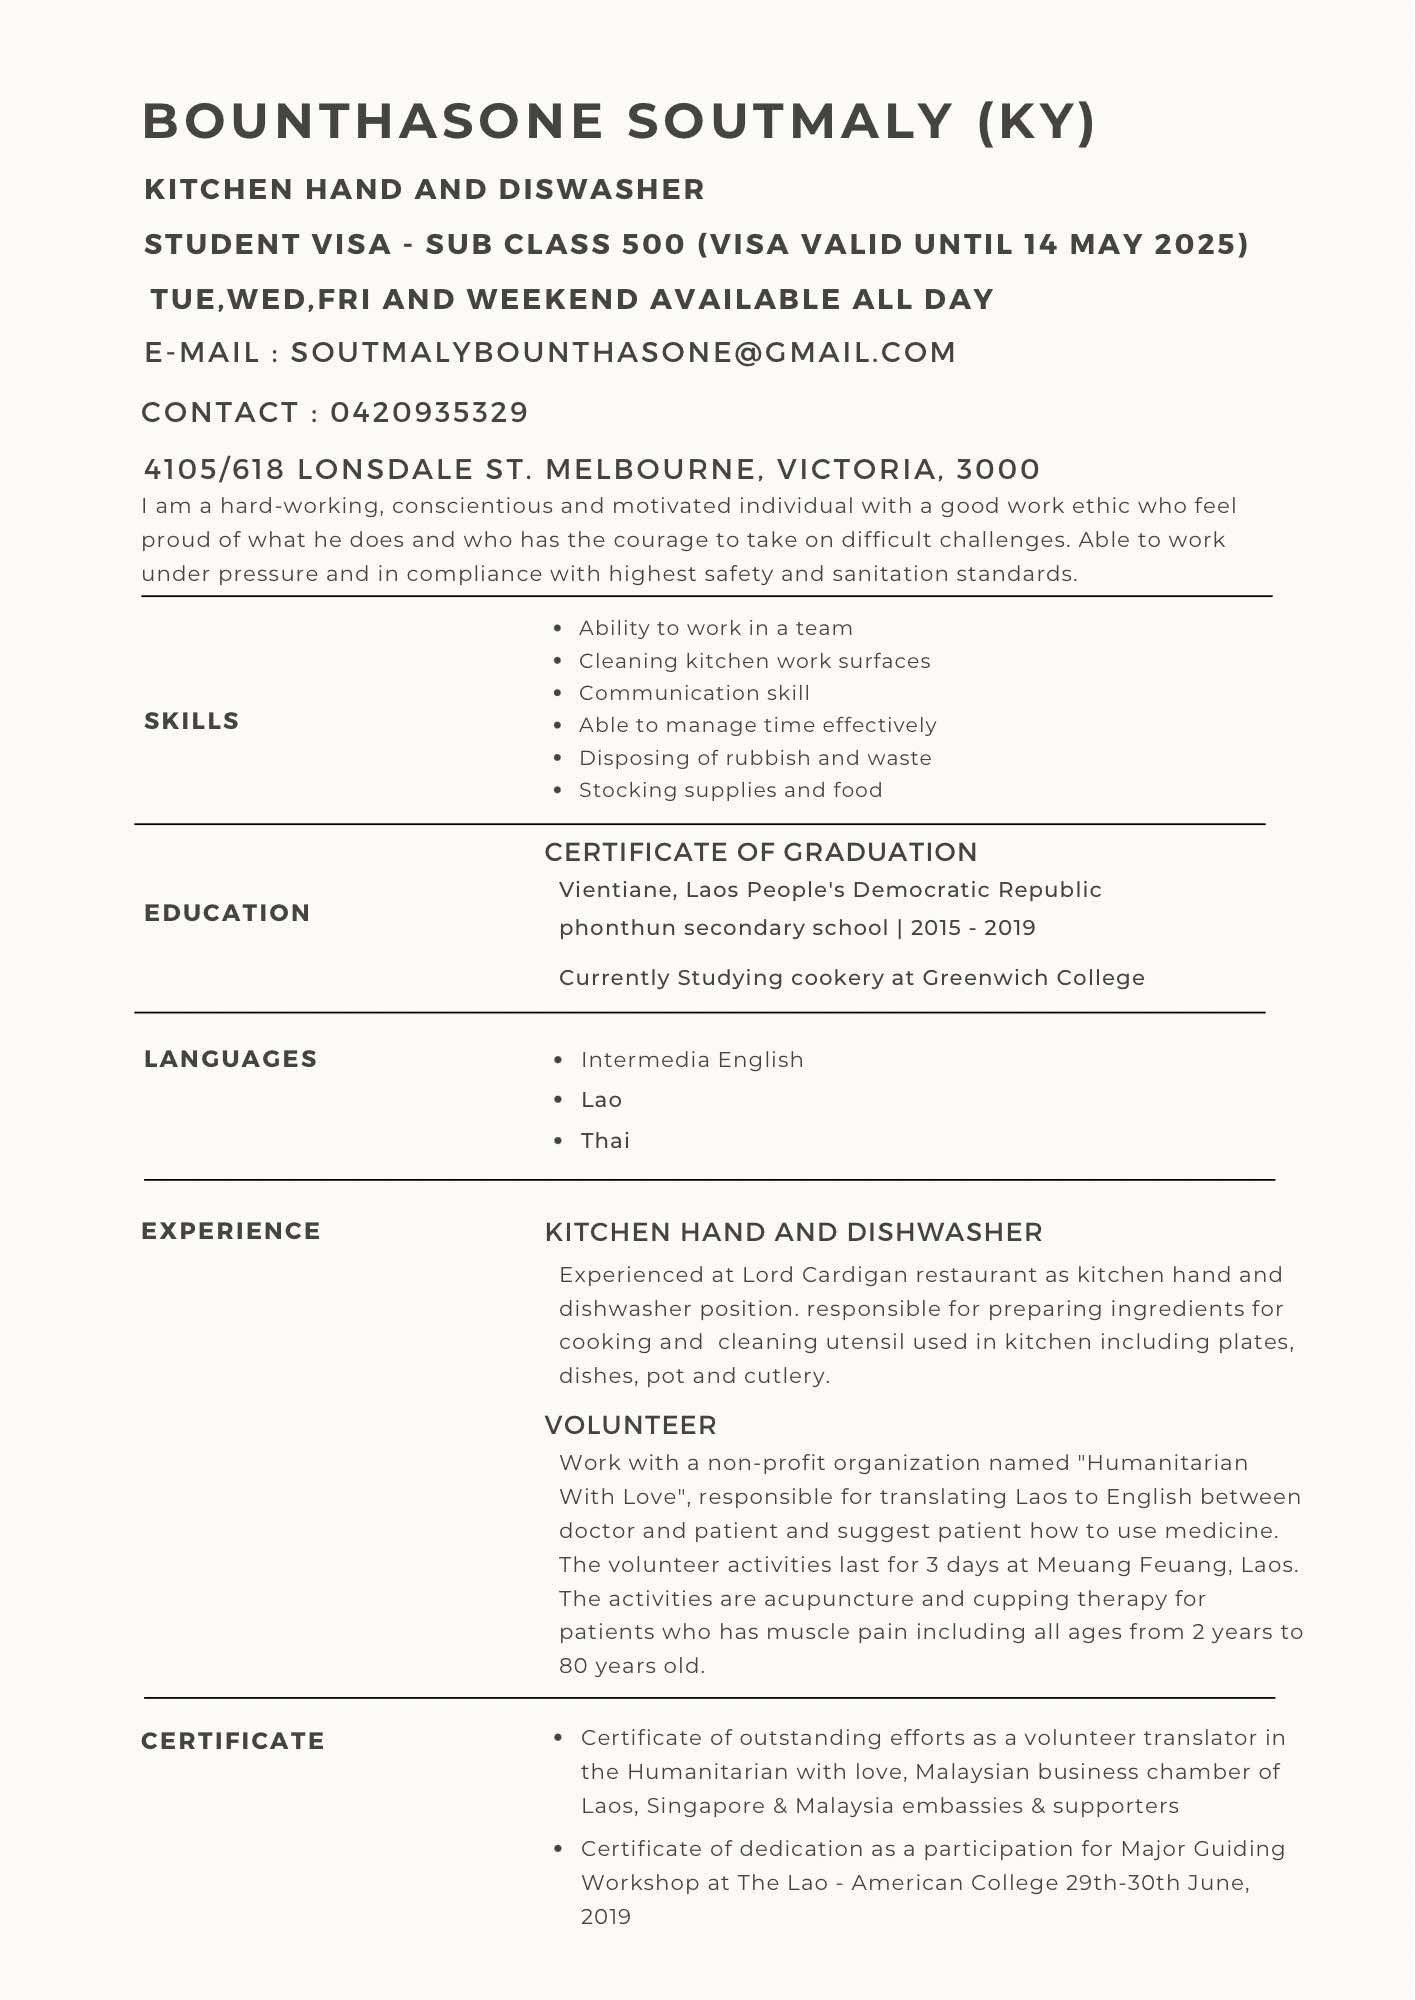 BOUNTHASONE SOUTMALY (KY)
KITCHEN HAND AND DISWASHER
STUDENT VISA - SUB CLASS 500 (VISA VALID UNTIL 14 MAY 2025)
TUE,WED,FRI AND WEEKEND AVAILABLE ALL DAY
E-MAIL : SOUTMALYBOUNTHASONE@GMAIL.COM
CONTACT : 0420935329
4105/618 LONSDALE ST. MELBOURNE, VICTORIA, 3000
I am a hard-working, conscientious and motivated individual with a good work ethic who feel
proud of what he does and who has the courage to take on difficult challenges. Able to work
under pressure and in compliance with highest safety and sanitation standards.
SKILLS
• Ability to work in a team
• Cleaning kitchen work surfaces
• Communication skill
• Able to manage time effectively
• Disposing of rubbish and waste
• Stocking supplies and food
EDUCATION
CERTIFICATE OF GRADUATION
Vientiane, Laos People's Democratic Republic
phonthun secondary school | 2015 - 2019
Currently Studying cookery at Greenwich College
LANGUAGES
• Intermedia English
• Lao
• Thai
EXPERIENCE
KITCHEN HAND AND DISHWASHER
Experienced at Lord Cardigan restaurant as kitchen hand and
dishwasher position. responsible for preparing ingredients for
cooking and  cleaning utensil used in kitchen including plates,
dishes, pot and cutlery.
VOLUNTEER
Work with a non-profit organization named "Humanitarian
With Love", responsible for translating Laos to English between
doctor and patient and suggest patient how to use medicine.
The volunteer activities last for 3 days at Meuang Feuang, Laos.
The activities are acupuncture and cupping therapy for
patients who has muscle pain including all ages from 2 years to
80 years old.
CERTIFICATE
• Certificate of outstanding efforts as a volunteer translator in
the Humanitarian with love, Malaysian business chamber of
Laos, Singapore & Malaysia embassies & supporters
• Certificate of dedication as a participation for Major Guiding
Workshop at The Lao - American College 29th-30th June,
2019